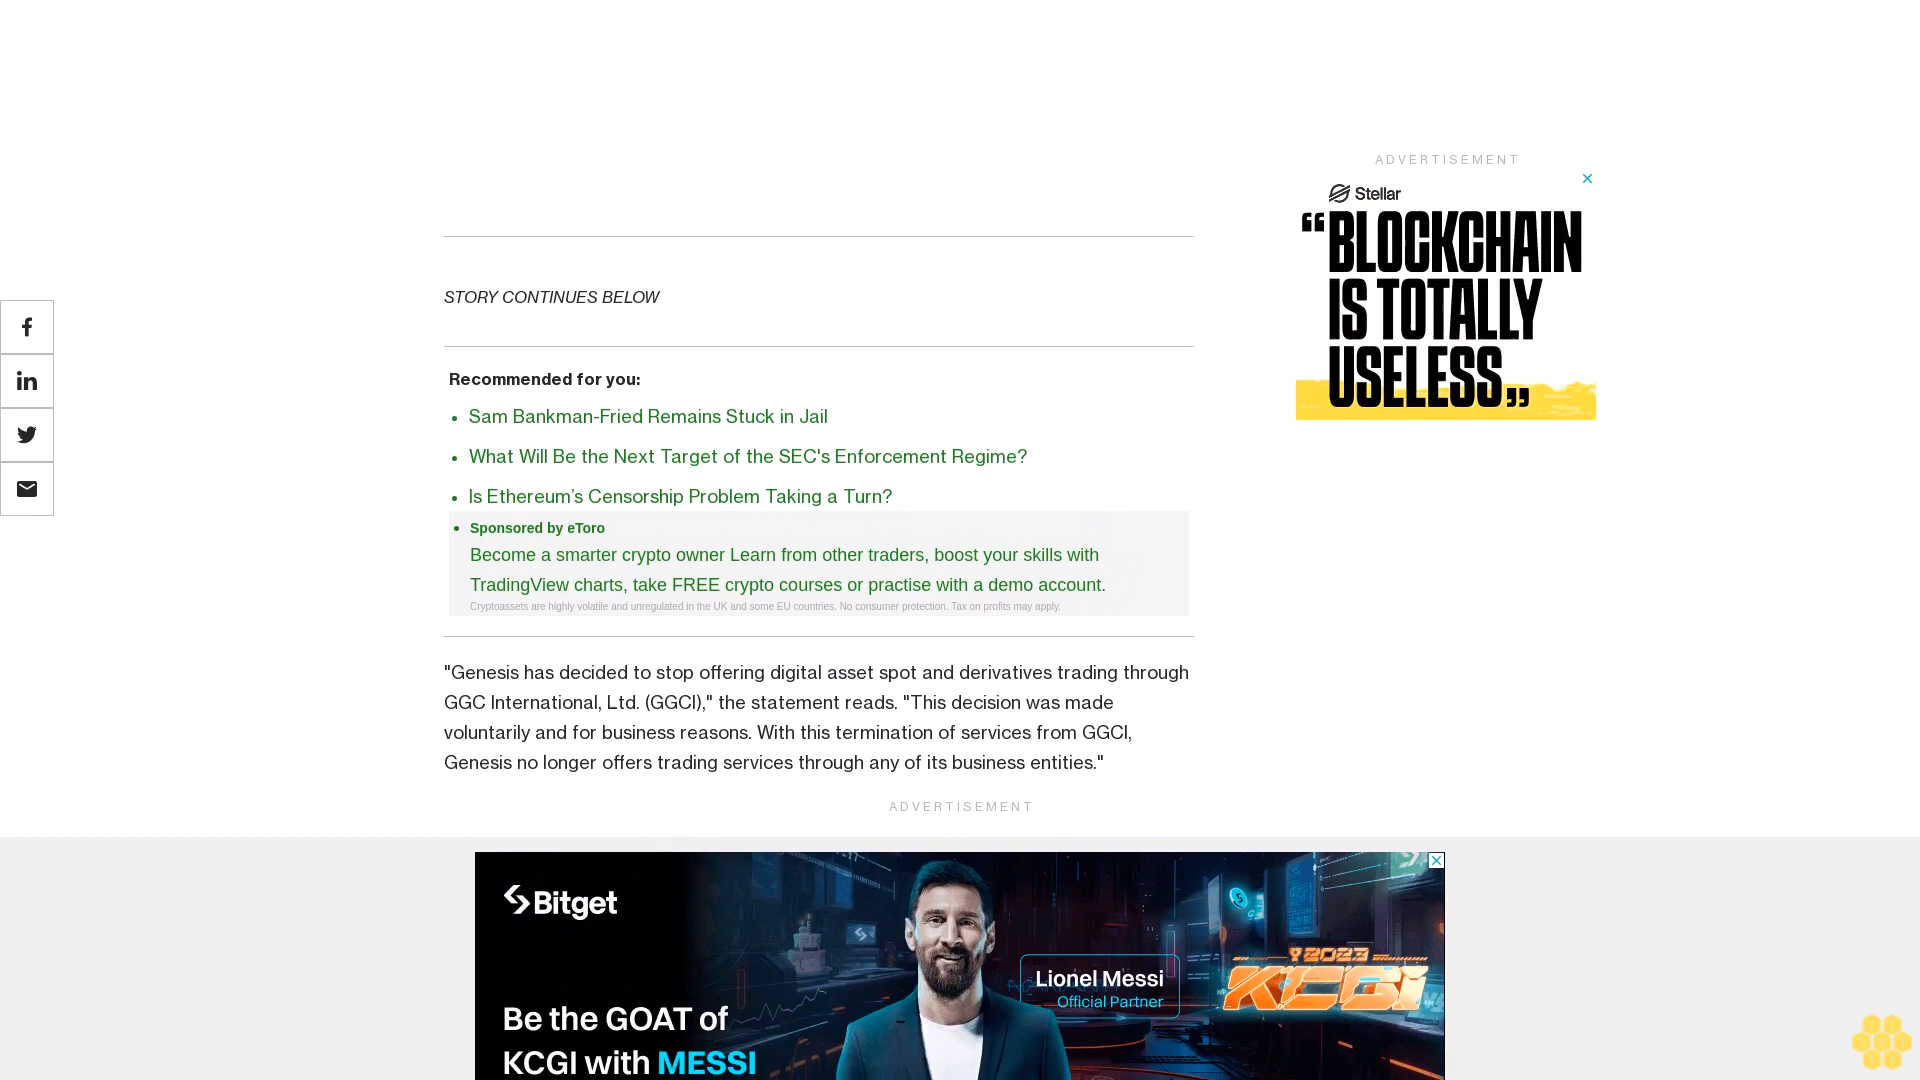 ADVERTISEMENT
Stellar
“BLOCKCHAIN
IS TOTALLY
USELESS„
STORY CONTINUES BELOW
Recommended for you:
• Sam Bankman-Fried Remains Stuck in Jail
• What Will Be the Next Target of the SEC's Enforcement Regime?
• Is Ethereum’s Censorship Problem Taking a Turn?
• Sponsored by eToro
Become a smarter crypto owner Learn from other traders, boost your skills with
TradingView charts, take FREE crypto courses or practise with a demo account.
Cryptoassets are highly volatile and unregulated in the UK and some EU countries. No consumer protection. Tax on profits may apply.
"Genesis has decided to stop offering digital asset spot and derivatives trading through
GGC International, Ltd. (GGCI)," the statement reads. "This decision was made
voluntarily and for business reasons. With this termination of services from GGCI,
Genesis no longer offers trading services through any of its business entities."
ADVERTISEMENT
Bitget
Lionel Messi
Official Partner
2023
KCGI
Be the GOAT of
KCGI with MESSI